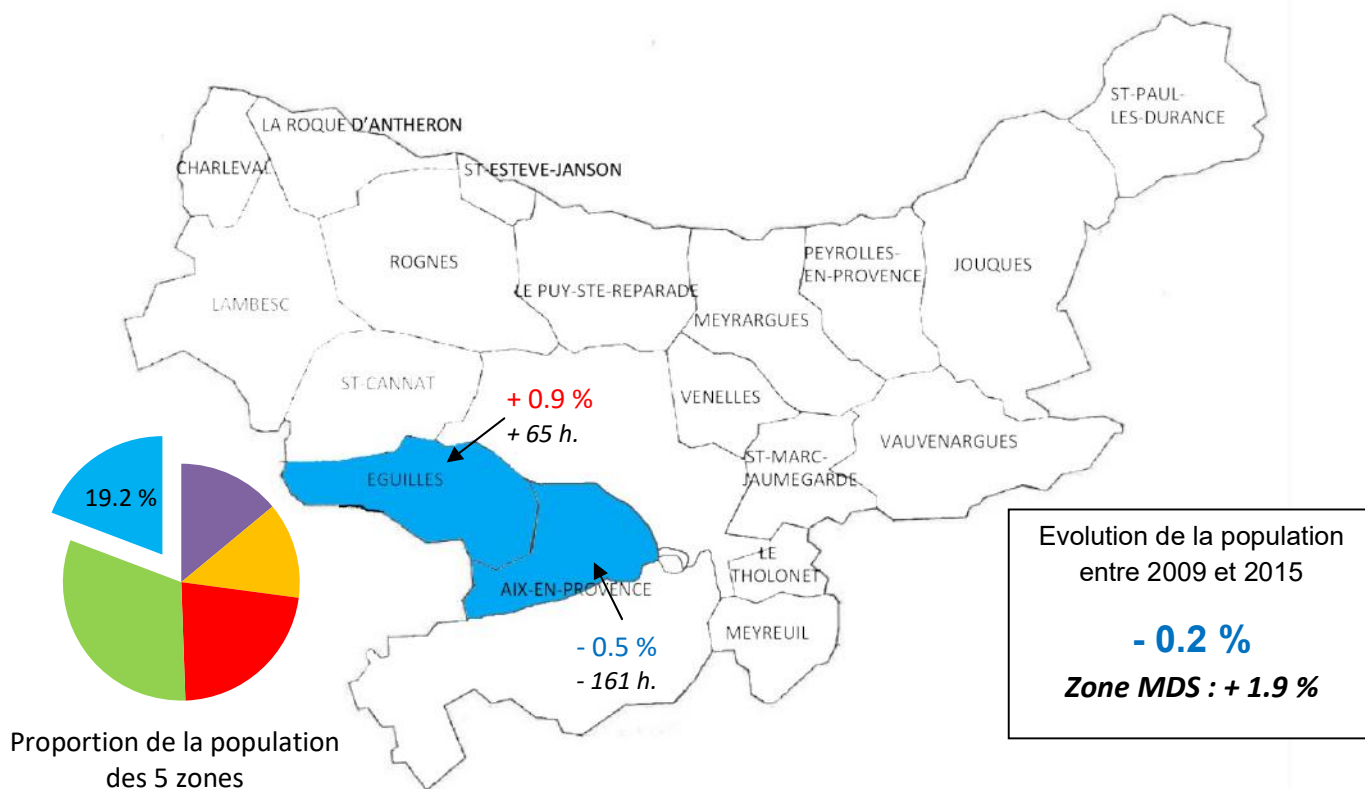 ST-PAUL-
LES-DURANCE
LA ROQUE D'ANTHERON
CHARLEVAL
ST-ESTEVE-JANSON
PEYROLLES-
EN-PROVENCE
ROGNES
JOUQUES
LE PUY-STE-REPARADE
LAMBESC
MEYRARGUES
ST-CANNAT
VENELLES
+ 0.9 %
+ 65 h.
VAUVENARGUES
ST-MARC-
JAUMEGARDE
EGUILLES
19.2 %
LE
THOLONET
AIX-EN-PROVENCE
MEYREUIL
- 0.5 %
- 161 h.
Evolution de la population
entre 2009 et 2015
- 0.2 %
Zone MDS : + 1.9 %
Proportion de la population
des 5 zones